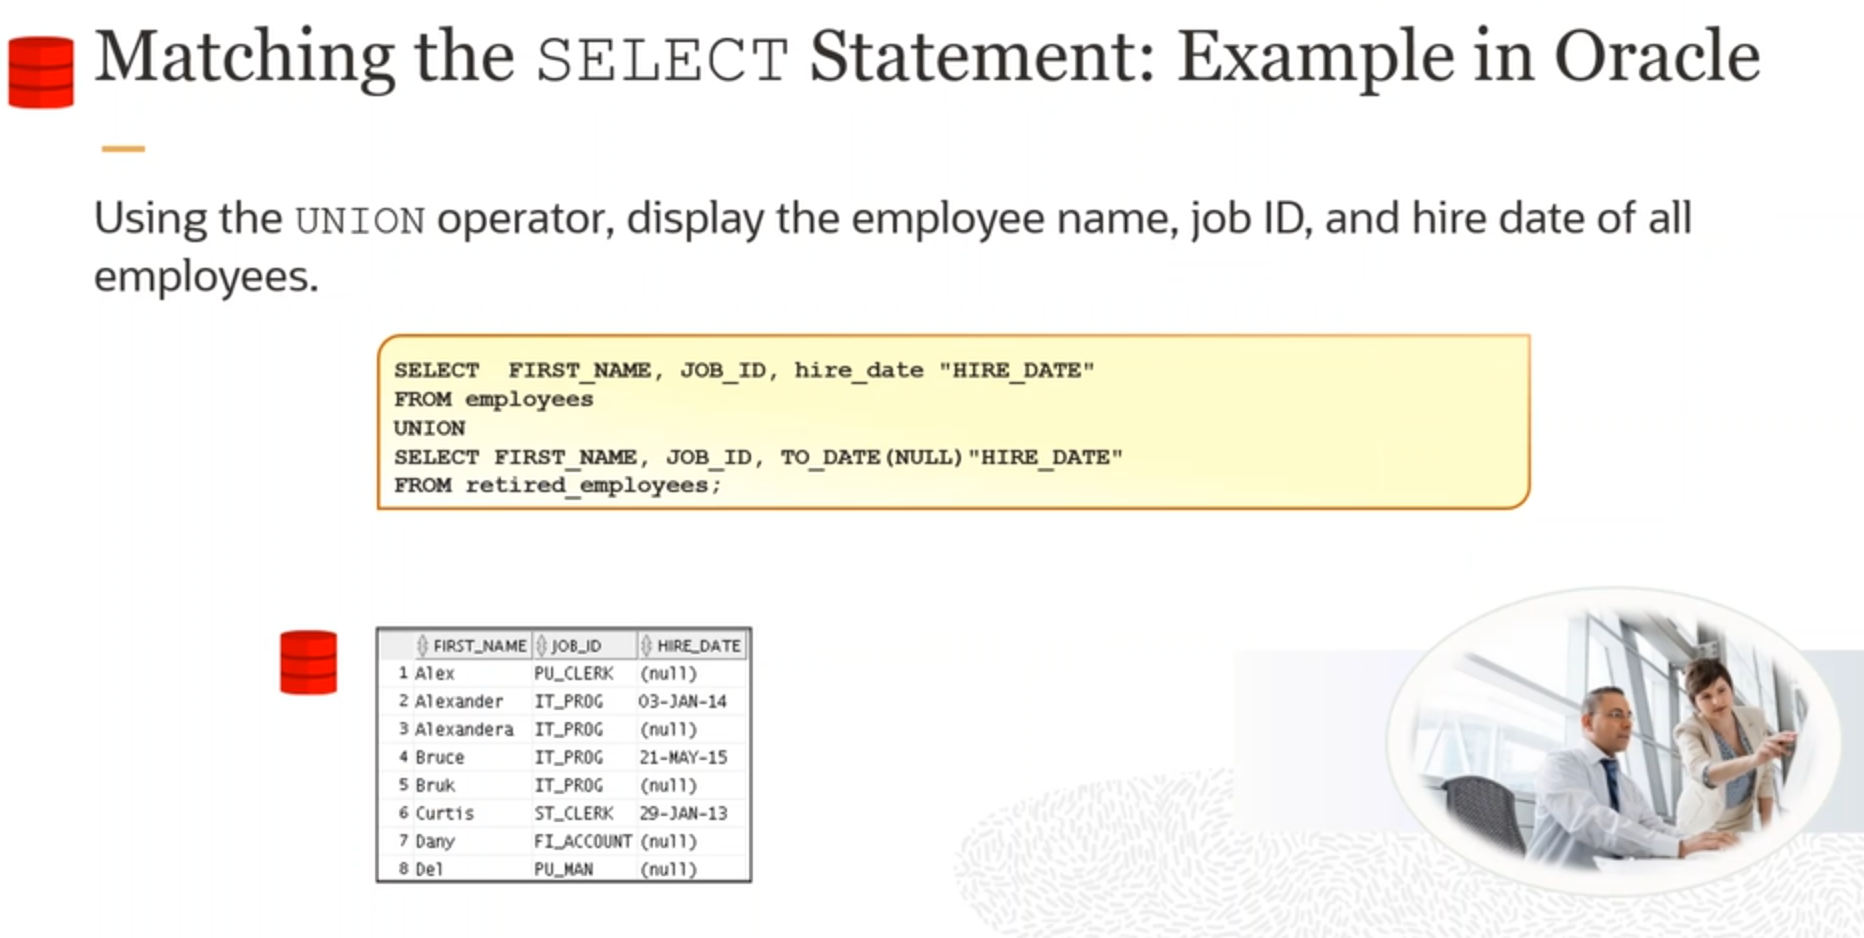 Matching the SELECT Statement: Example in Oracle
Using the UNION operator, display the employee name, job ID, and hire date of all
employees.
SELECT  FIRST_NAME, JOB_ID, hire_date "HIRE_DATE"
FROM employees
UNION
SELECT FIRST_NAME, JOB_ID, TO_DATE(NULL)"HIRE_DATE"
FROM retired_employees;
FIRST_NAME JOB_ID HIRE_DATE
1 Alex PU_CLERK (null)
2 Alexander IT_PROG 03-JAN-14
3 Alexandera IT_PROG (null)
4 Bruce IT_PROG 21-MAY-15
5 Bruk IT_PROG (null)
6 Curtis ST_CLERK 29-JAN-13
7 Dany FI_ACCOUNT (null)
8 Del PU_MAN (null)